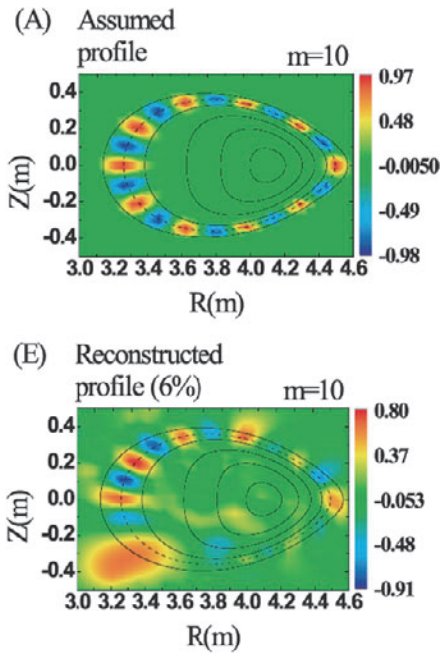 (A) Assumed
profile m=10
0.4
0.2
0.0
-0.2
-0.4
Z(m)
3.0 3.2 3.4 3.6 3.8 4.0 4.2 4.4 4.6
R(m)
0.97
0.48
-0.0050
-0.49
-0.98
(E) Reconstructed
profile (6%) m=10
0.4
0.2
0.0
-0.2
-0.4
Z(m)
3.0 3.2 3.4 3.6 3.8 4.0 4.2 4.4 4.6
R(m)
0.80
0.37
-0.053
-0.48
-0.91